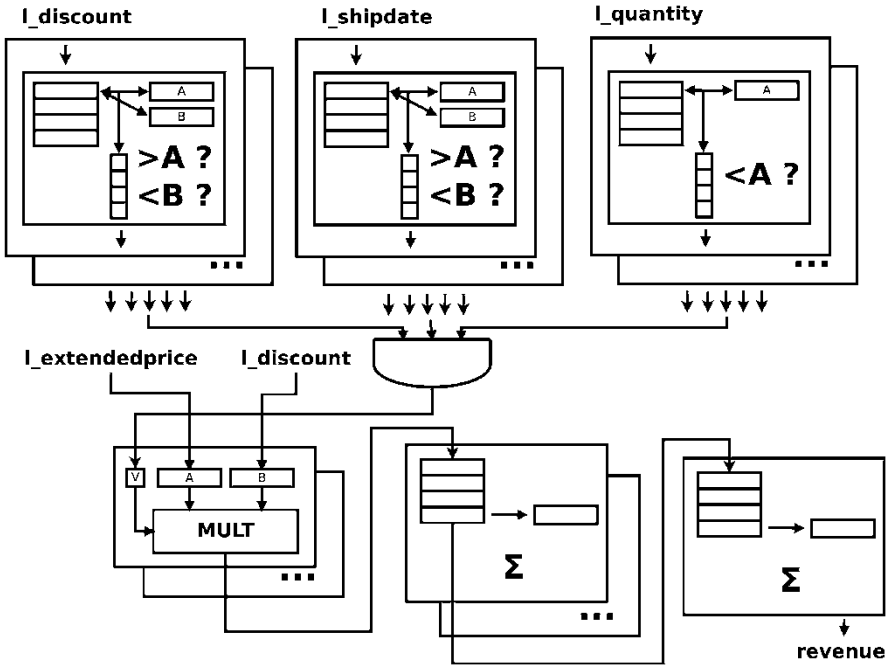 l_discount
l_shipdate
l_quantity
A
B
>A ?
<B ?
A
B
>A ?
<B ?
A
<A ?
...
...
...
l_extendedprice
l_discount
V
A
B
MULT
...
Σ
...
Σ
revenue